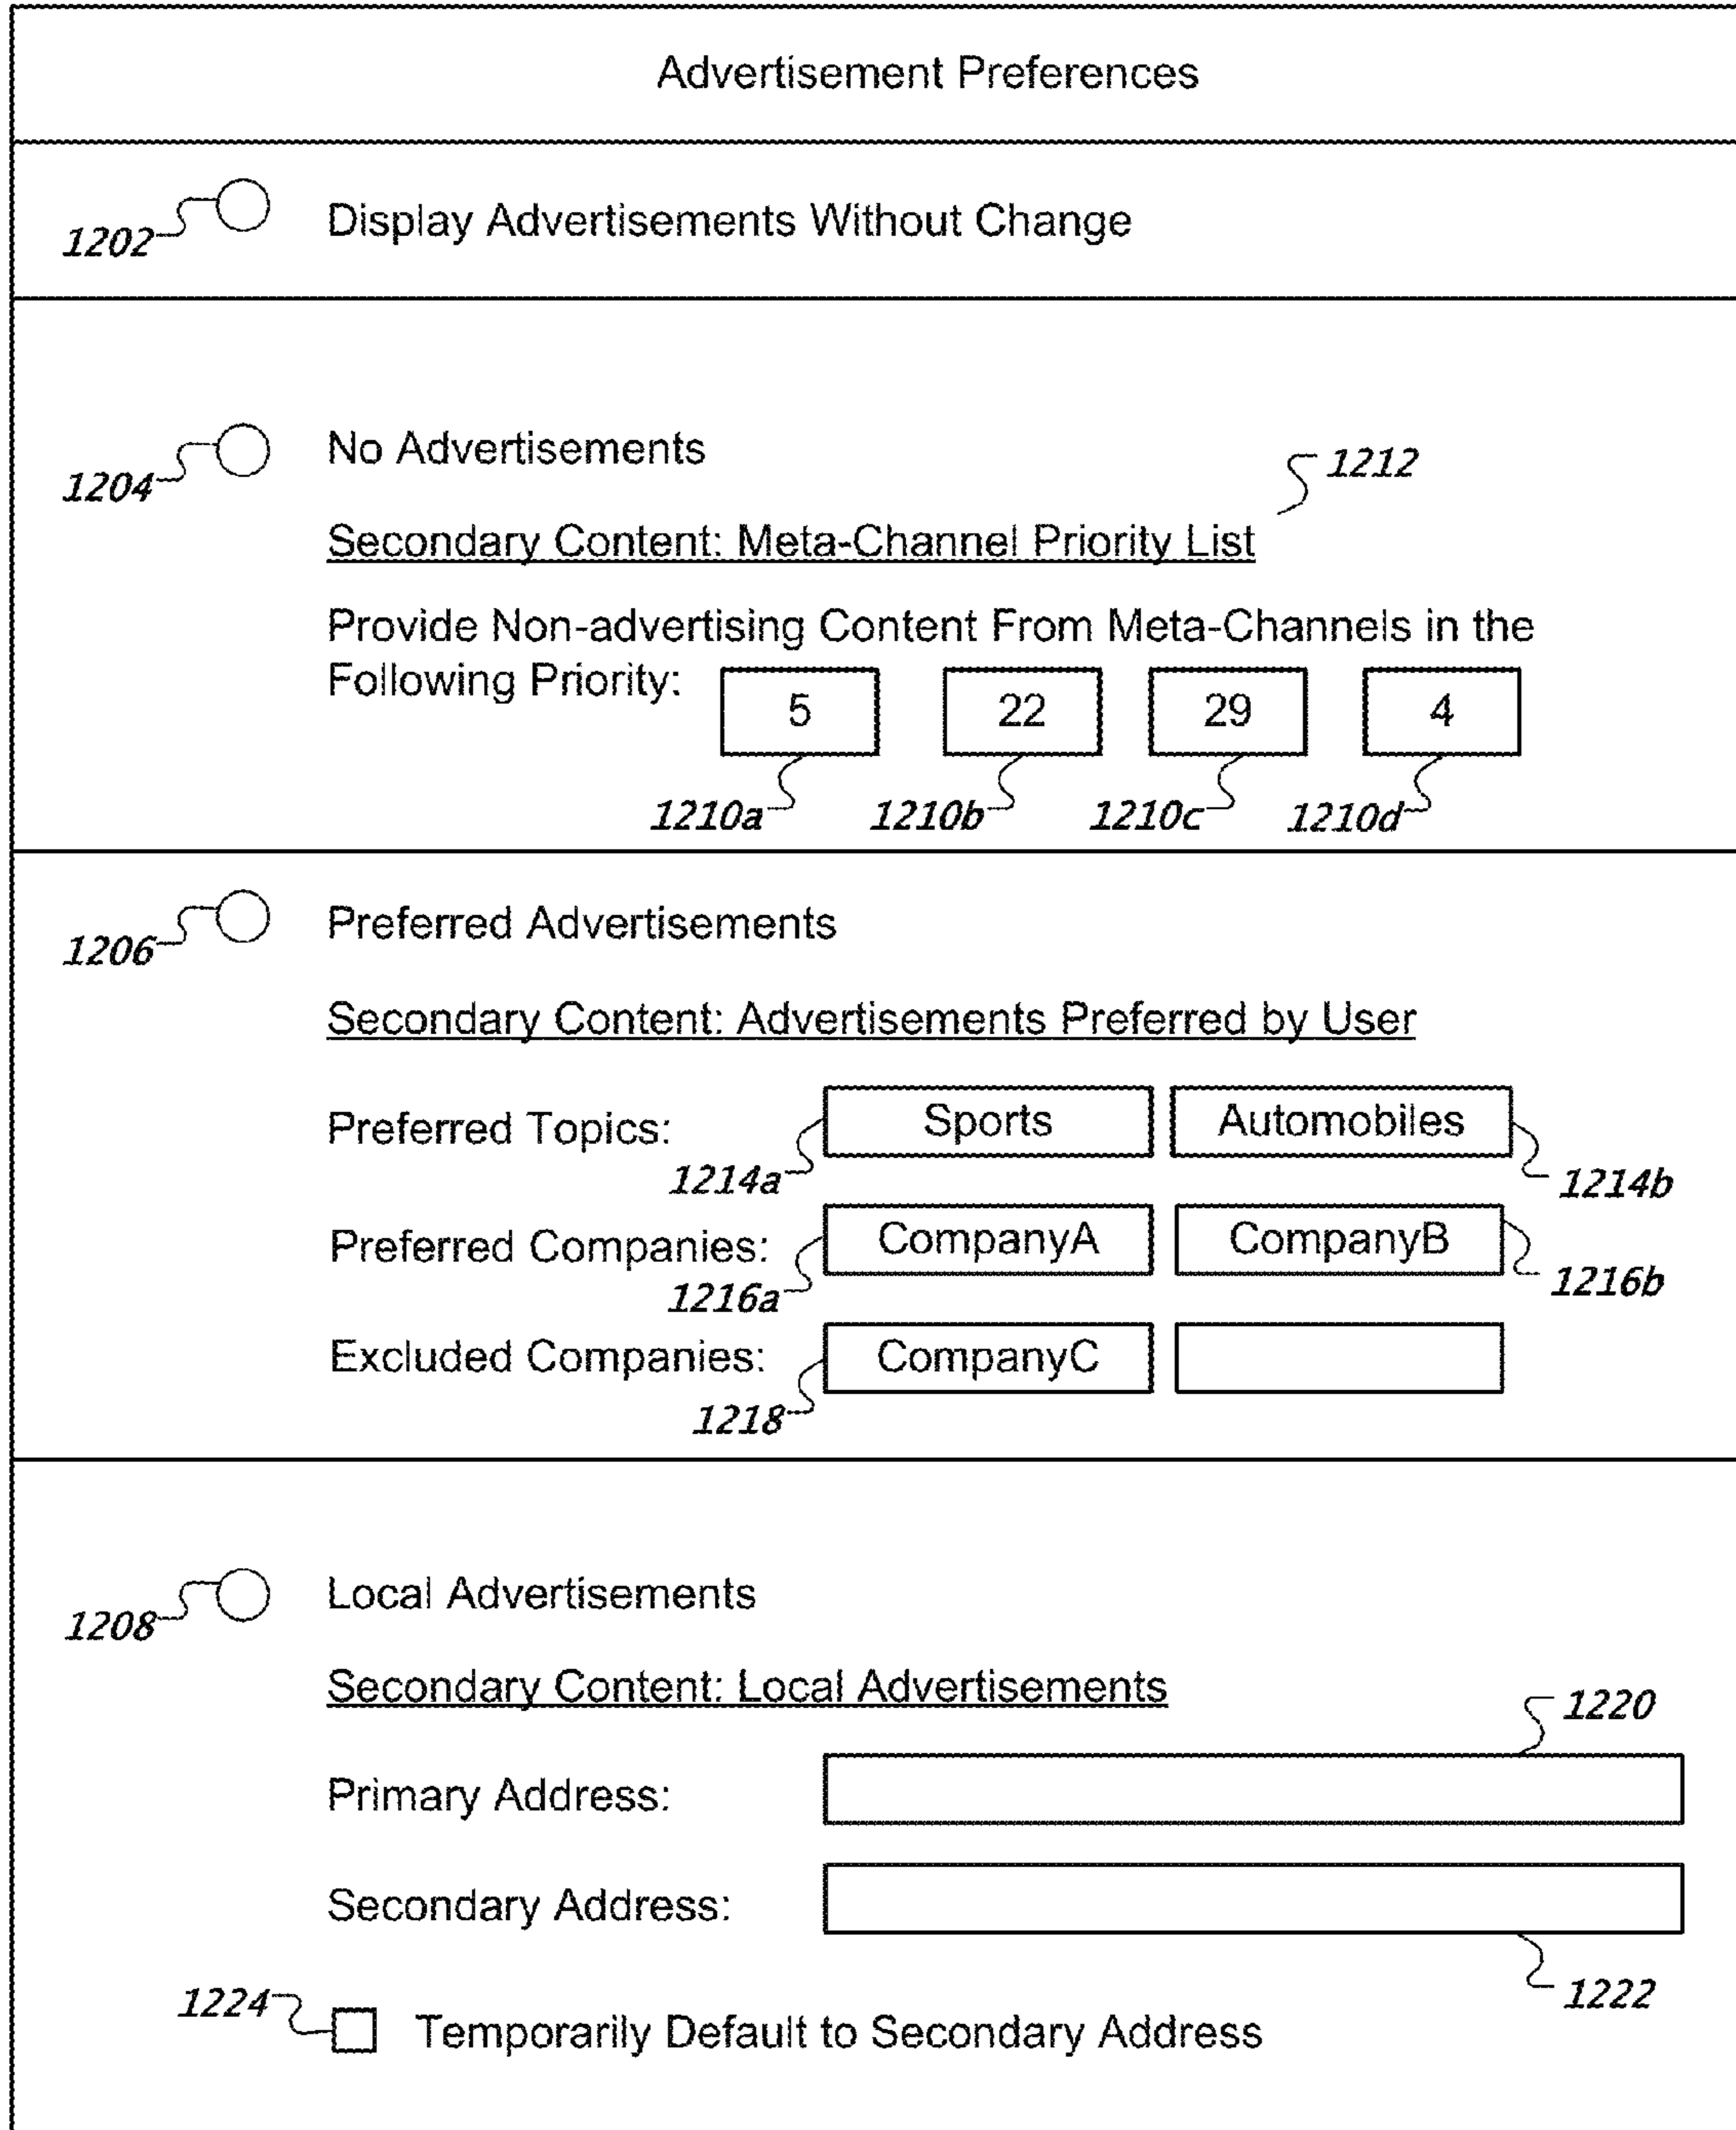 Advertisement Preferences
1202 Display Advertisements Without Change
1204 No Advertisements
1212
Secondary Content: Meta-Channel Priority List
Provide Non-advertising Content From Meta-Channels in the
Following Priority: 5 22 29 4
1210a 1210b 1210c 1210d
1206 Preferred Advertisements
Secondary Content: Advertisements Preferred by User
Preferred Topics: Sports Automobiles
1214a 1214b
Preferred Companies: CompanyA CompanyB
1216a 1216b
Excluded Companies: CompanyC
1218
1208 Local Advertisements
Secondary Content: Local Advertisements
1220
Primary Address:
Secondary Address:
1222
1224 Temporarily Default to Secondary Address